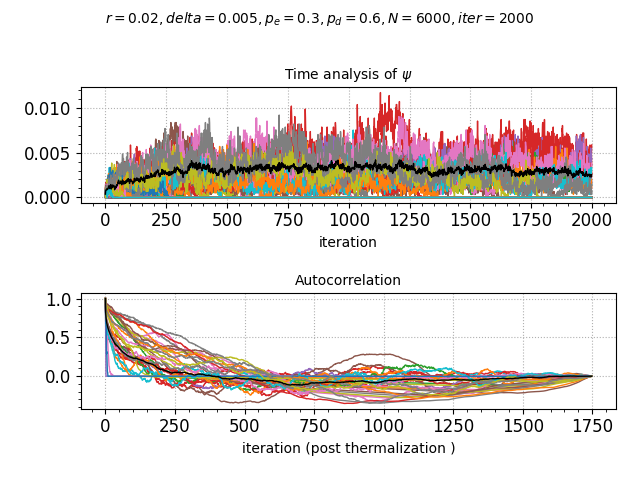 r = 0.02, delta = 0.005, pₑ = 0.3, p_d = 0.6, N = 6000, iter = 2000
Time analysis of ψ
0.010
0.005
0.000
0 250 500 750 1000 1250 1500 1750 2000
iteration
Autocorrelation
1.0
0.5
0.0
0 250 500 750 1000 1250 1500 1750
iteration (post thermalization )